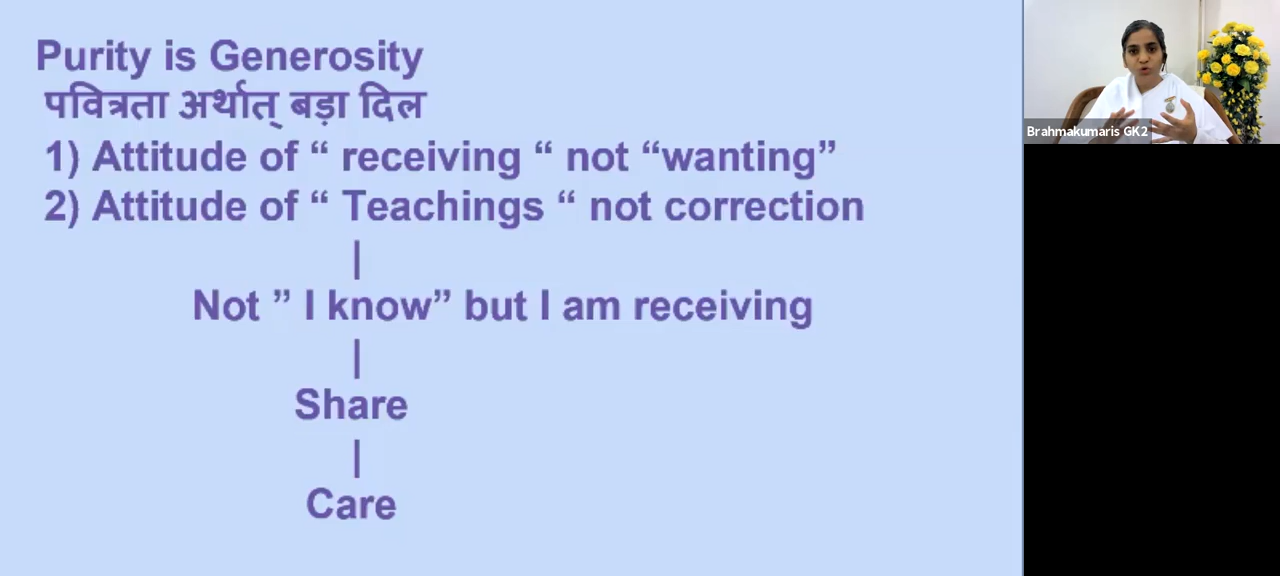 Purity is Generosity
पवित्रता अर्थात् बड़ा दिल
1) Attitude of “ receiving “ not “wanting”
2) Attitude of “ Teachings “ not correction
|
Not ” I know” but I am receiving
|
Share
|
Care
Brahmakumaris GK2